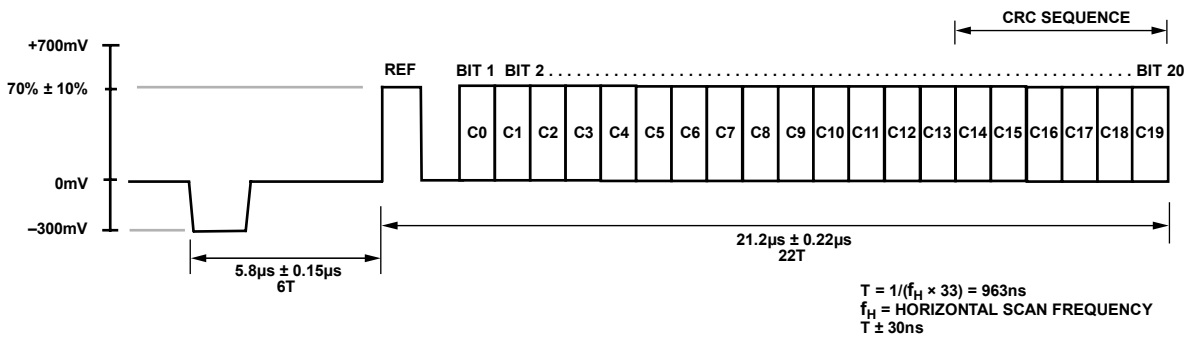 CRC SEQUENCE
+700mV
REF
BIT 1 BIT 2 . . . . . . . . . . . . . . . . . . . . . . . . . . . . . . . . . . . . . . . . . . . . . . . . . . . . . . . . . . . . . . . . . . . BIT 20
70% ± 10%
C0 C1 C2 C3 C4 C5 C6 C7 C8 C9 C10 C11 C12 C13 C14 C15 C16 C17 C18 C19
0mV
–300mV
21.2µs ± 0.22µs
22T
5.8µs ± 0.15µs
6T
T = 1/(fH × 33) = 963ns
fH = HORIZONTAL SCAN FREQUENCY
T ± 30ns